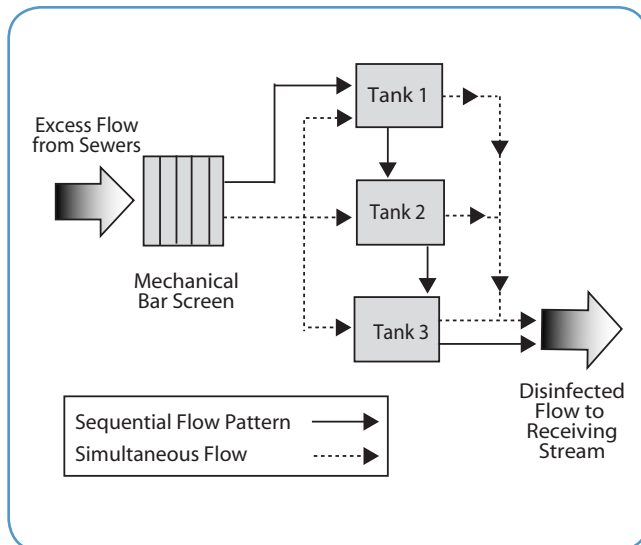 Excess Flow
from Sewers
Mechanical
Bar Screen
Tank 1
Tank 2
Tank 3
Disinfected
Flow to
Receiving
Stream
Sequential Flow Pattern
Simultaneous Flow